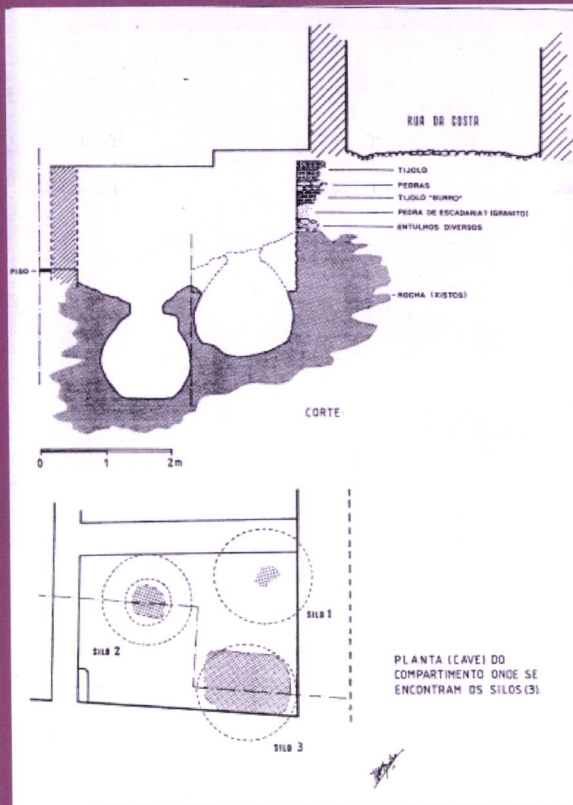 RUA DA COSTA
TIJOLO
PEDRAS
TIJOLO "BURRO"
PEDRA DE ESCADARIA? (GRANITO)
ENTULHOS DIVERSOS
PISO
ROCHA (XISTOS)
CORTE
0 1 2m
SILO 1
SILO 2
PLANTA (CAVE) DO
COMPARTIMENTO ONDE SE
ENCONTRAM OS SILOS (3).
SILO 3